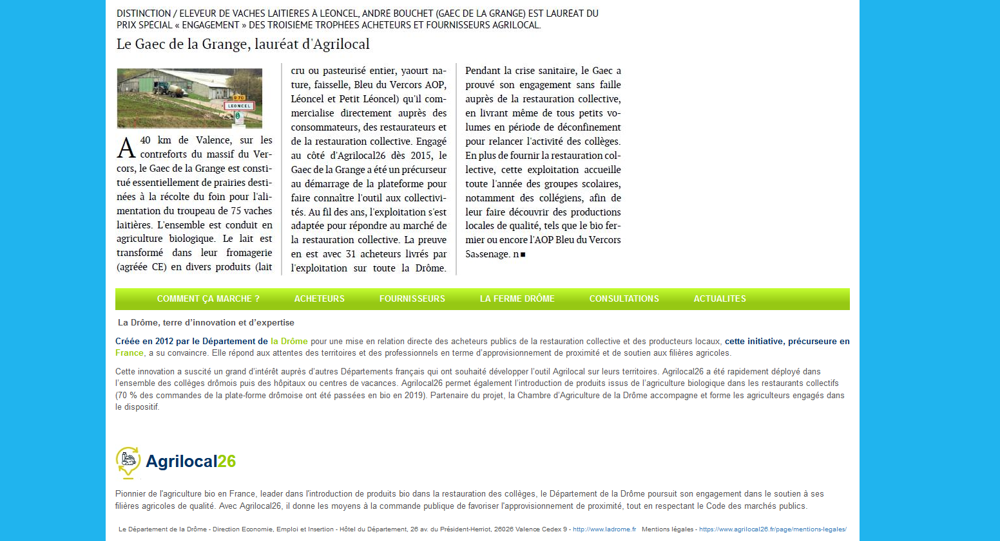 DISTINCTION / ELEVEUR DE VACHES LAITIÈRES À LÉONCEL, ANDRÉ BOUCHET (GAEC DE LA GRANGE) EST LAURÉAT DU
PRIX SPÉCIAL « ENGAGEMENT » DES TROISIÈME TROPHÉES ACHETEURS ET FOURNISSEURS AGRILOCAL.
Le Gaec de la Grange, lauréat d'Agrilocal
D 70
LEONCEL
A 40 km de Valence, sur les
contreforts du massif du Ver-
cors, le Gaec de la Grange est consti-
tué essentiellement de prairies desti-
nées à la récolte du foin pour l'ali-
mentation du troupeau de 75 vaches
laitières. L'ensemble est conduit en
agriculture biologique. Le lait est
transformé dans leur fromagerie
(agréée CE) en divers produits (lait
cru ou pasteurisé entier, yaourt na-
ture, faisselle, Bleu du Vercors AOP,
Léoncel et Petit Léoncel) qu'il com-
mercialise directement auprès des
consommateurs, des restaurateurs et
de la restauration collective. Engagé
au côté d'Agrilocal26 dès 2015, le
Gaec de la Grange a été un précurseur
au démarrage de la plateforme pour
faire connaître l'outil aux collectivi-
tés. Au fil des ans, l'exploitation s'est
adaptée pour répondre au marché de
la restauration collective. La preuve
en est avec 31 acheteurs livrés par
l'exploitation sur toute la Drôme.
Pendant la crise sanitaire, le Gaec a
prouvé son engagement sans faille
auprès de la restauration collective,
en livrant même de tous petits vo-
lumes en période de déconfinement
pour relancer l'activité des collèges.
En plus de fournir la restauration col-
lective, cette exploitation accueille
toute l'année des groupes scolaires,
notamment des collégiens, afin de
leur faire découvrir des productions
locales de qualité, tels que le bio fer-
mier ou encore l'AOP Bleu du Vercors
Sassenage. n ■
COMMENT ÇA MARCHE ? ACHETEURS FOURNISSEURS LA FERME DRÔME CONSULTATIONS ACTUALITES
La Drôme, terre d’innovation et d’expertise
Créée en 2012 par le Département de la Drôme pour une mise en relation directe des acheteurs publics de la restauration collective et des producteurs locaux, cette initiative, précurseure en
France, a su convaincre. Elle répond aux attentes des territoires et des professionnels en terme d’approvisionnement de proximité et de soutien aux filières agricoles.
Cette innovation a suscité un grand d’intérêt auprès d’autres Départements français qui ont souhaité développer l’outil Agrilocal sur leurs territoires. Agrilocal26 a été rapidement déployé dans
l’ensemble des collèges drômois puis des hôpitaux ou centres de vacances. Agrilocal26 permet également l’introduction de produits issus de l’agriculture biologique dans les restaurants collectifs
(70 % des commandes de la plate-forme drômoise ont été passées en bio en 2019). Partenaire du projet, la Chambre d’Agriculture de la Drôme accompagne et forme les agriculteurs engagés dans
le dispositif.
Agrilocal26
Pionnier de l'agriculture bio en France, leader dans l'introduction de produits bio dans la restauration des collèges, le Département de la Drôme poursuit son engagement dans le soutien à ses
filières agricoles de qualité. Avec Agrilocal26, il donne les moyens à la commande publique de favoriser l'approvisionnement de proximité, tout en respectant le Code des marchés publics.
Le Département de la Drôme - Direction Economie, Emploi et Insertion - Hôtel du Département, 26 av. du Président-Herriot, 26026 Valence Cedex 9 - http://www.ladrome.fr Mentions légales - https://www.agrilocal26.fr/page/mentions-legales/